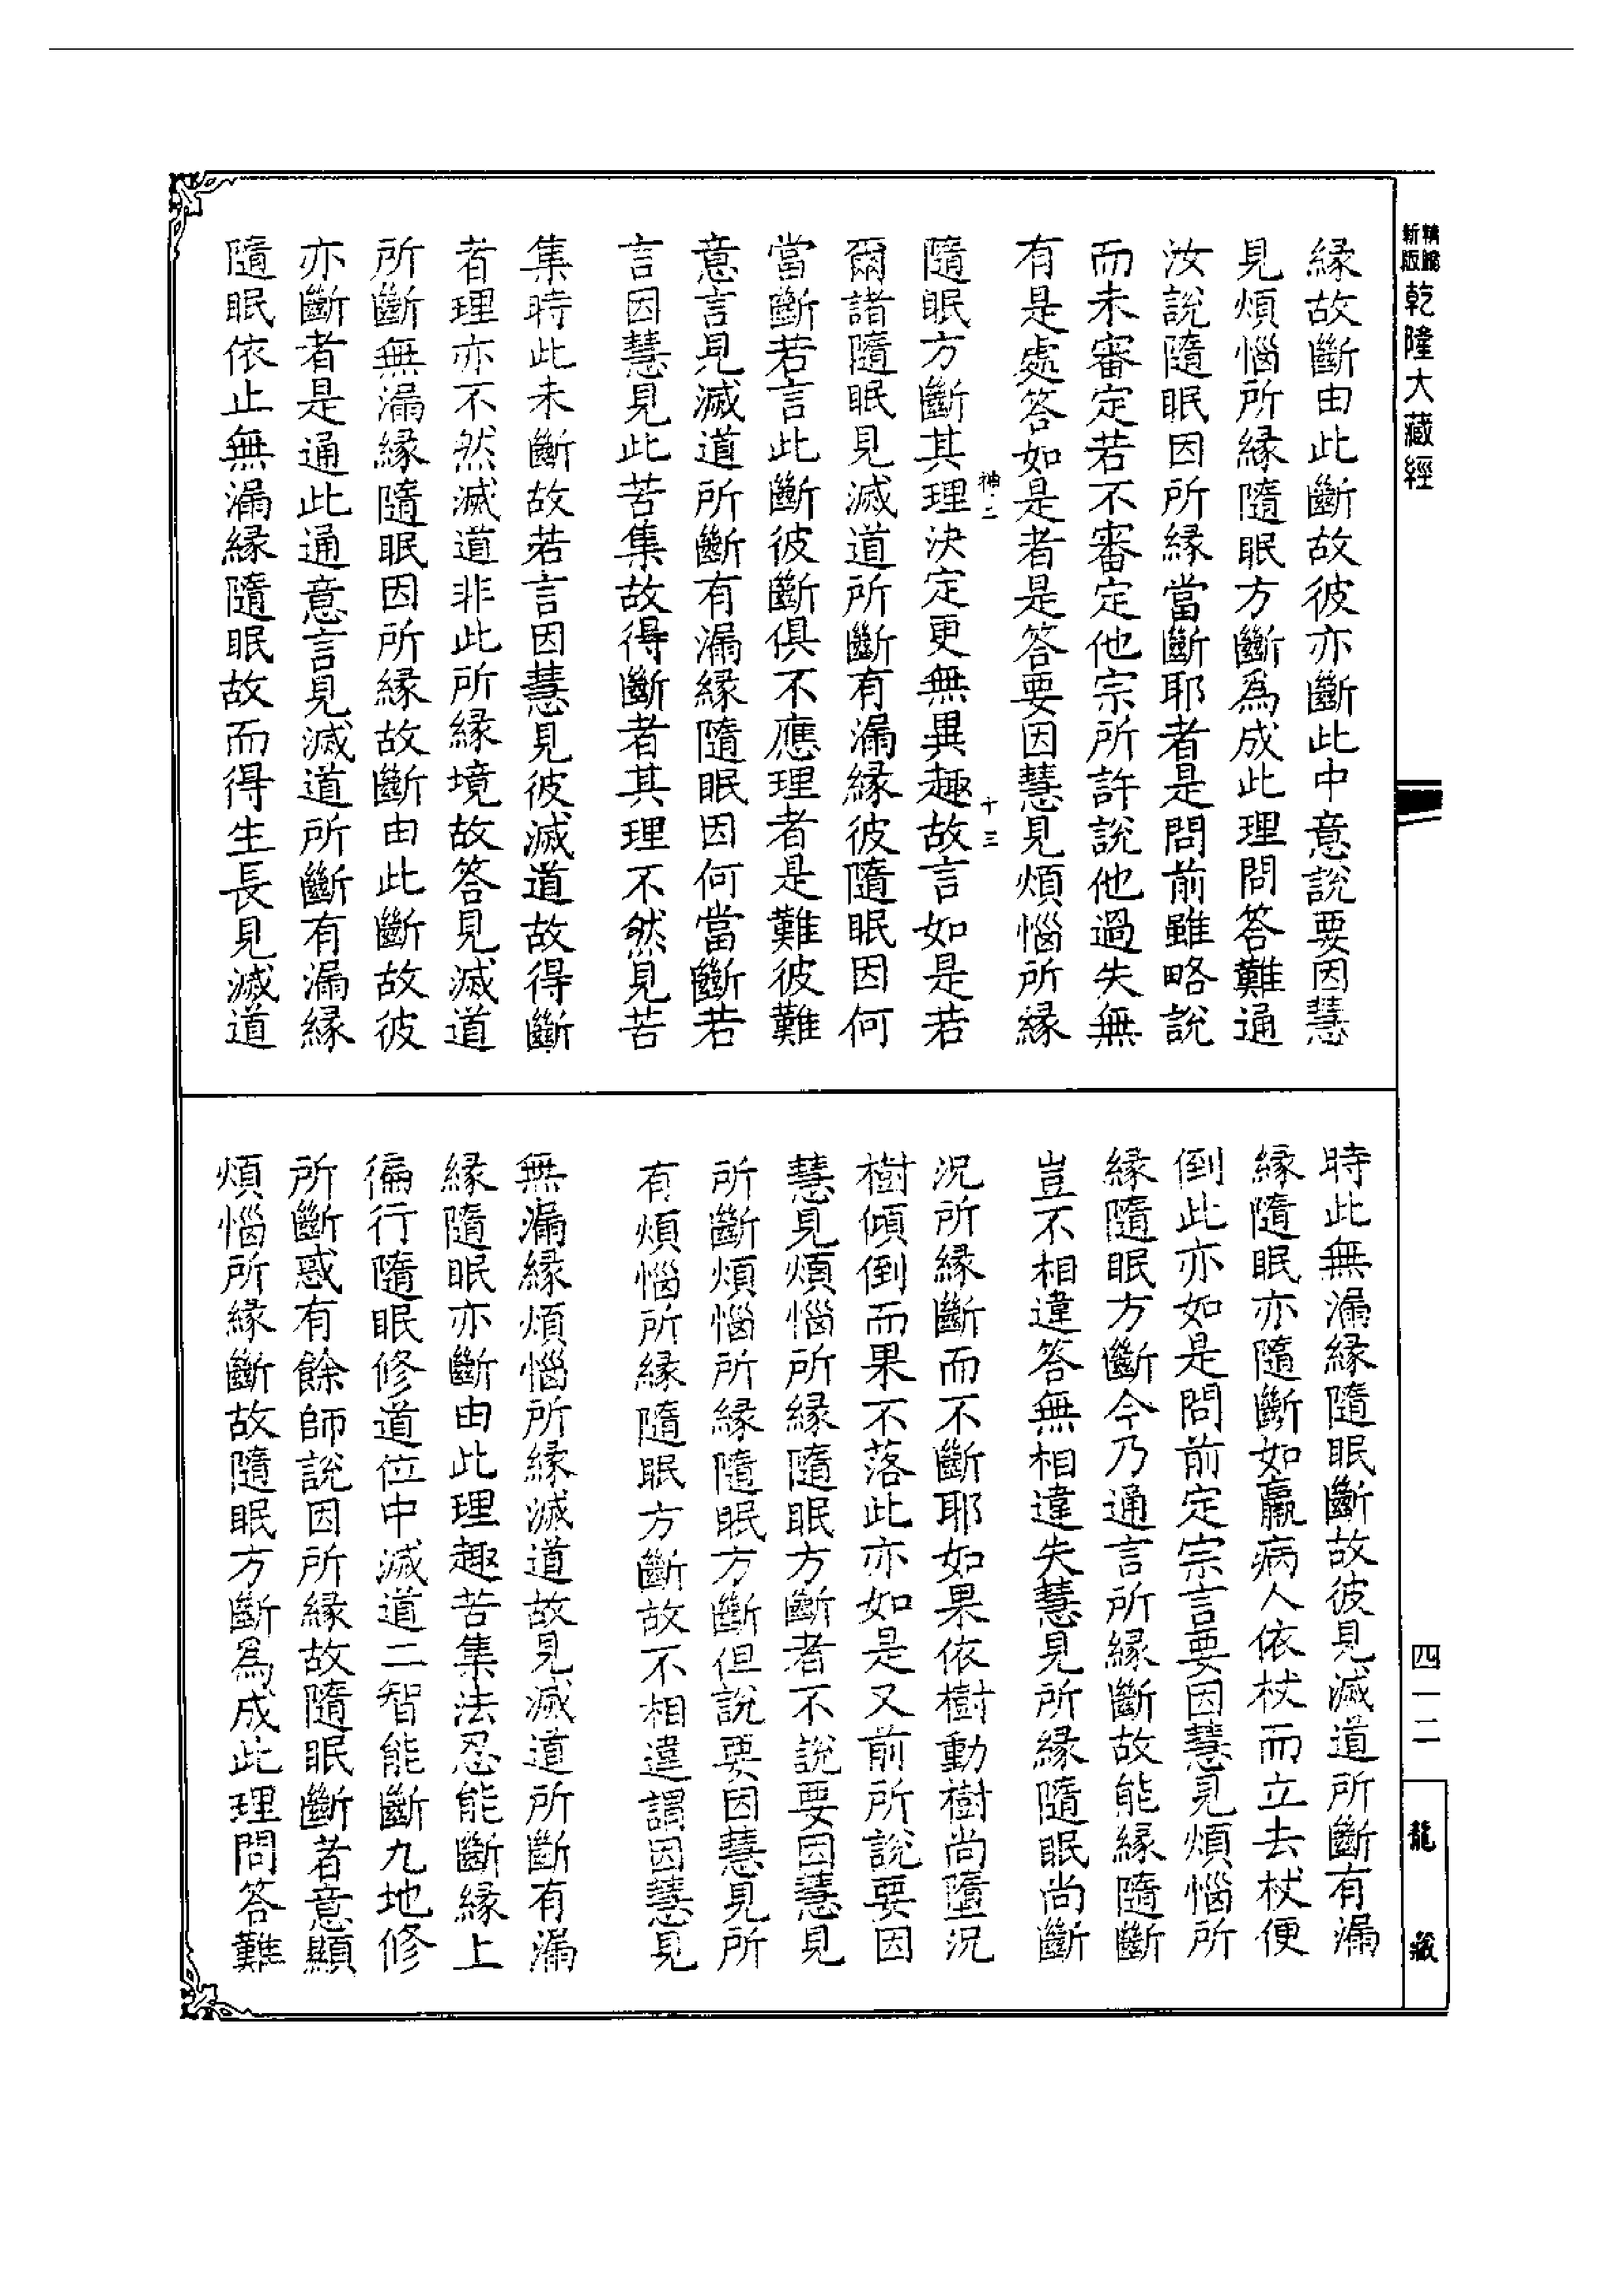 精騰
新版
乾隆大藏經
緣故斷由此斷故彼亦斷此中意說要因慧
見煩惱所緣隨眠方斷為成此理問答難通
汝說隨眠因所緣當斷耶者是問前雖略說
而未審定若不審定他宗所許說他過失無
有是處答如是者是答要因慧見煩惱所緣
神二
十三
隨眠方斷其理決定更無異趣故言如是若
爾諸隨眠見滅道所斷有漏緣彼隨眠因何
當斷若言此斷彼斷俱不應理者是難彼難
意言見滅道所斷有漏緣隨眠因何當斷若
言因慧見此苦集故得斷者其理不然見苦
集時此未斷故若言因慧見彼滅道故得斷
者理亦不然滅道非此所緣境故答見滅道
所斷無漏緣隨眠因所緣故斷由此斷故彼
亦斷者是通此通意言見滅道所斷有漏緣
隨眠依止無漏緣隨眠故而得生長見滅道
時此無漏緣隨眠斷故彼見滅道所斷有漏
緣隨眠亦隨斷如羸病人依杖而立去杖便
倒此亦如是問前定宗言要因慧見煩惱所
緣隨眠方斷今乃通言所緣斷故能緣隨斷
豈不相違答無相違失慧見所緣隨眠尚斷
況所緣斷而不斷耶如果依樹動樹尚墮況
樹傾倒而果不落此亦如是又前所說要因
慧見煩惱所緣隨眠方斷者不說要因慧見
所斷煩惱所緣隨眠方斷但說要因慧見所
有煩惱所緣隨眠方斷故不相違謂因慧見
無漏緣煩惱所緣滅道故見滅道所斷有漏
緣隨眠亦斷由此理趣苦集法忍能斷緣上
徧行隨眠修道位中滅道二智能斷九地修
所斷惑有餘師說因所緣故隨眠斷者意顯
煩惱所緣斷故隨眠方斷為成此理問答難
四一二
龍藏